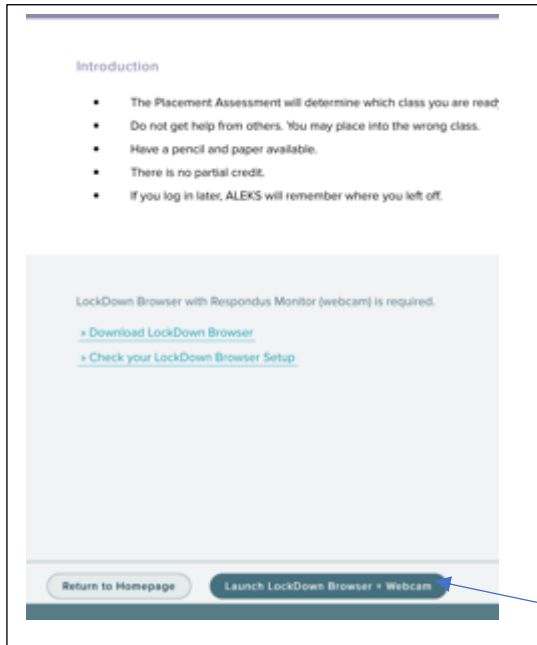 Introduction
• The Placement Assessment will determine which class you are read
• Do not get help from others. You may place into the wrong class.
• Have a pencil and paper available.
• There is no partial credit.
• If you log in later, ALEKS will remember where you left off.
LockDown Browser with Respondus Monitor (webcam) is required.
» Download LockDown Browser
» Check your LockDown Browser Setup
Return to Homepage Launch LockDown Browser + Webcam